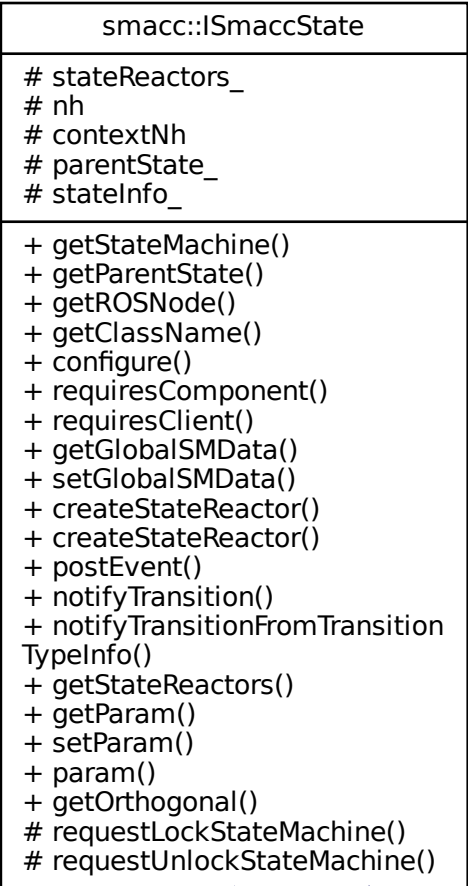 smacc::ISmaccState
# stateReactors_
# nh
# contextNh
# parentState_
# stateInfo_
+ getStateMachine()
+ getParentState()
+ getROSNode()
+ getClassName()
+ configure()
+ requiresComponent()
+ requiresClient()
+ getGlobalSMData()
+ setGlobalSMData()
+ createStateReactor()
+ createStateReactor()
+ postEvent()
+ notifyTransition()
+ notifyTransitionFromTransition
TypeInfo()
+ getStateReactors()
+ getParam()
+ setParam()
+ param()
+ getOrthogonal()
# requestLockStateMachine()
# requestUnlockStateMachine()